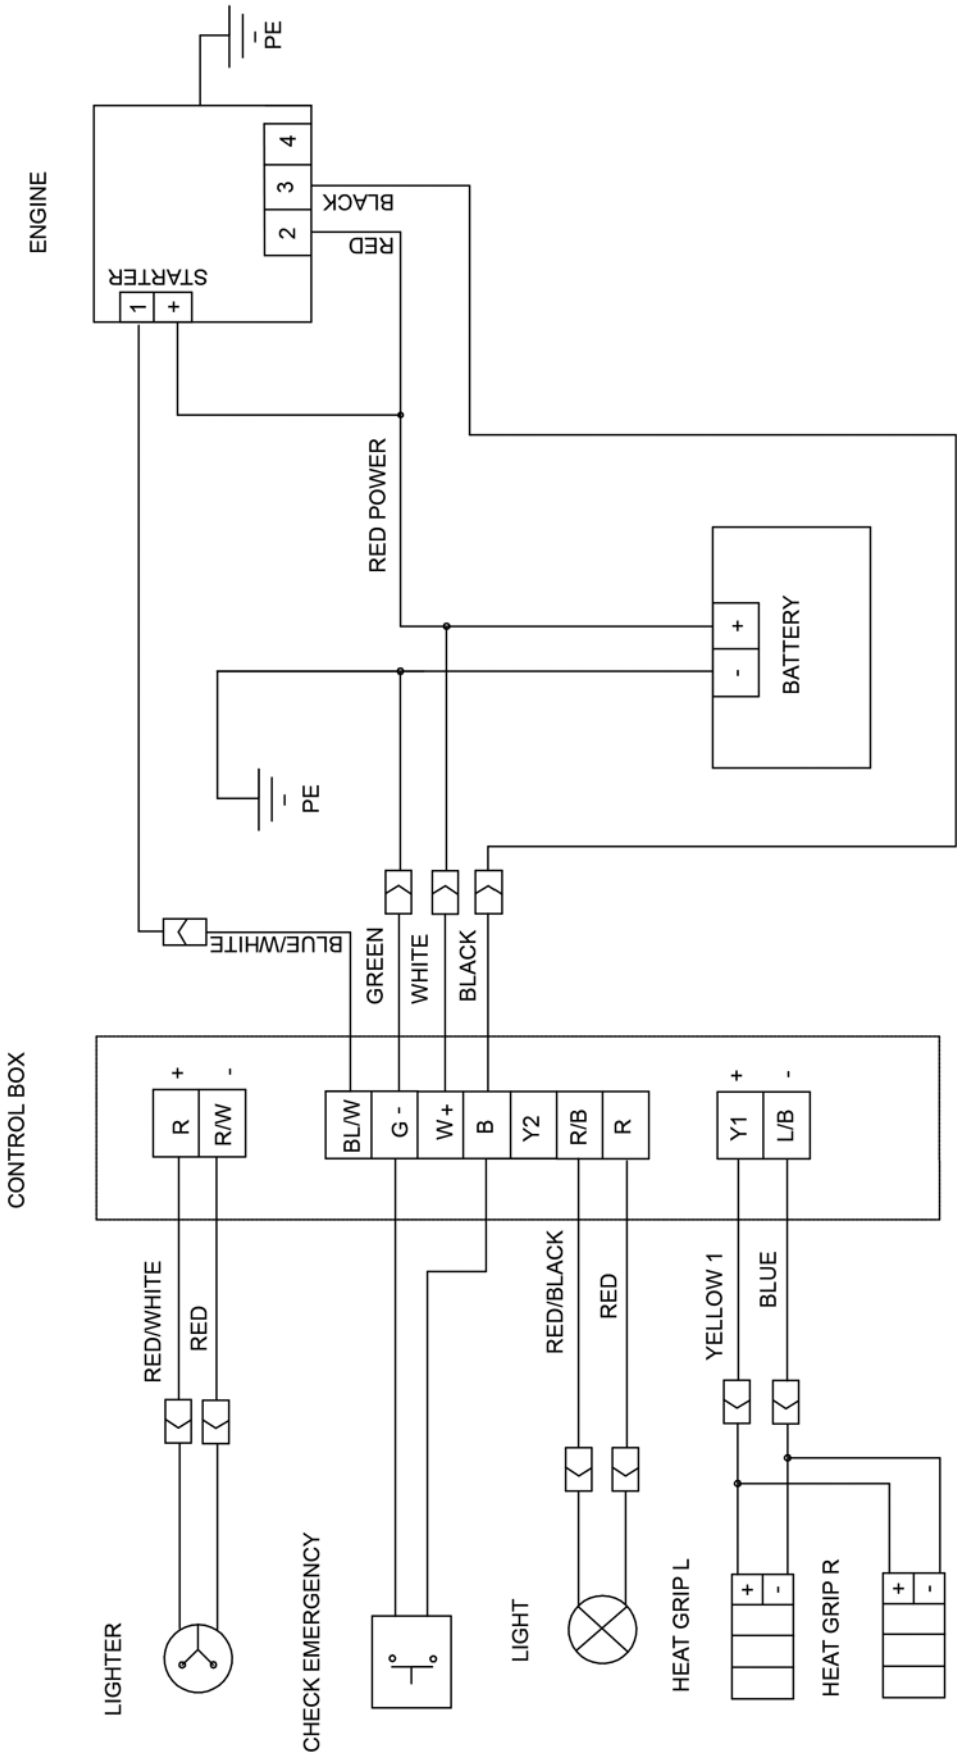 CONTROL BOX
ENGINE
LIGHTER
RED/WHITE
RED
R
R/W
+
-
CHECK EMERGENCY
BL/W
G -
W +
B
Y2
R/B
R
BLUE/WHITE
GREEN
WHITE
BLACK
LIGHT
RED/BLACK
RED
HEAT GRIP L
+
-
HEAT GRIP R
+
-
YELLOW 1
BLUE
Y1
L/B
+
-
PE
RED POWER
BATTERY
-
+
STARTER
1
+
2
3
4
RED
BLACK
PE